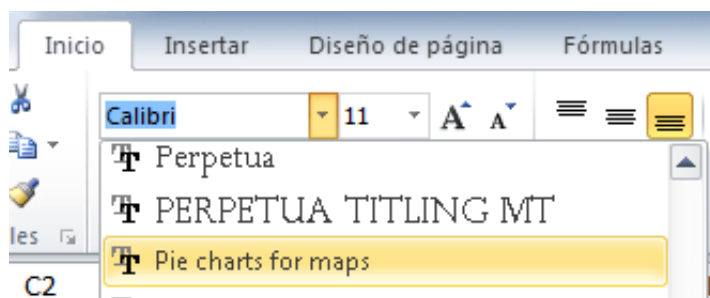 Inicio Insertar Diseño de página Fórmulas
Calibri 11 A A
Perpetua
PERPETUA TITLING MT
les Pie charts for maps
C2